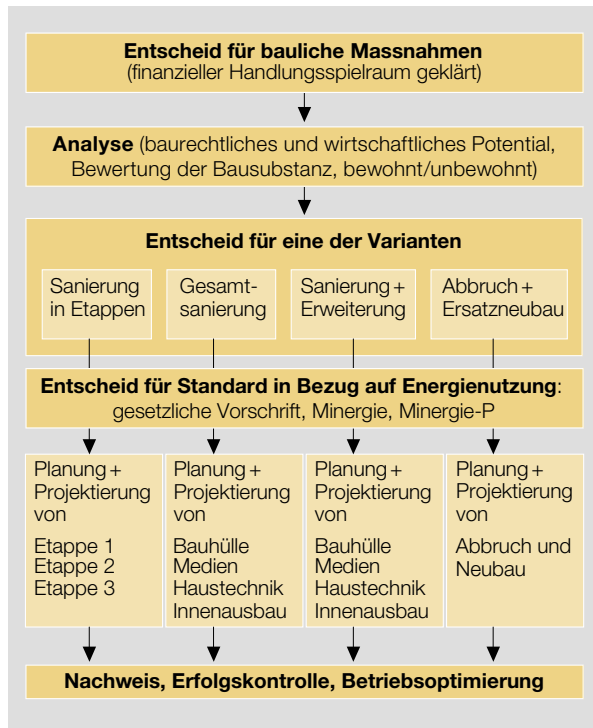 Entscheid für bauliche Massnahmen
(finanzieller Handlungsspielraum geklärt)
Analyse (baurechtliches und wirtschaftliches Potential,
Bewertung der Bausubstanz, bewohnt/unbewohnt)
Entscheid für eine der Varianten
Sanierung
in Etappen
Gesamt-
sanierung
Sanierung +
Erweiterung
Abbruch +
Ersatzneubau
Entscheid für Standard in Bezug auf Energienutzung:
gesetzliche Vorschrift, Minergie, Minergie-P
Planung +
Projektierung
von
Etappe 1
Etappe 2
Etappe 3
Planung +
Projektierung
von
Bauhülle
Medien
Haustechnik
Innenausbau
Planung +
Projektierung
von
Bauhülle
Medien
Haustechnik
Innenausbau
Planung +
Projektierung
von
Abbruch und
Neubau
Nachweis, Erfolgskontrolle, Betriebsoptimierung